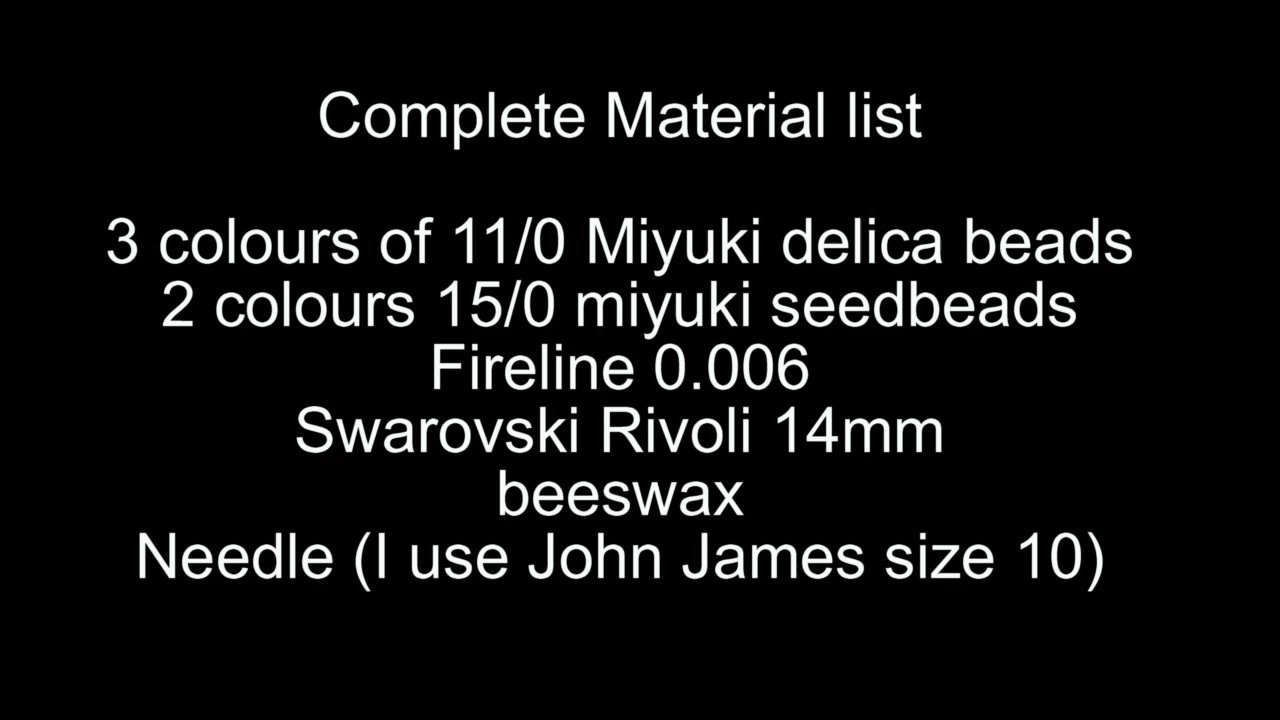 Complete Material list
3 colours of 11/0 Miyuki delica beads
2 colours 15/0 miyuki seedbeads
Fireline 0.006
Swarovski Rivoli 14mm
beeswax
Needle (I use John James size 10)